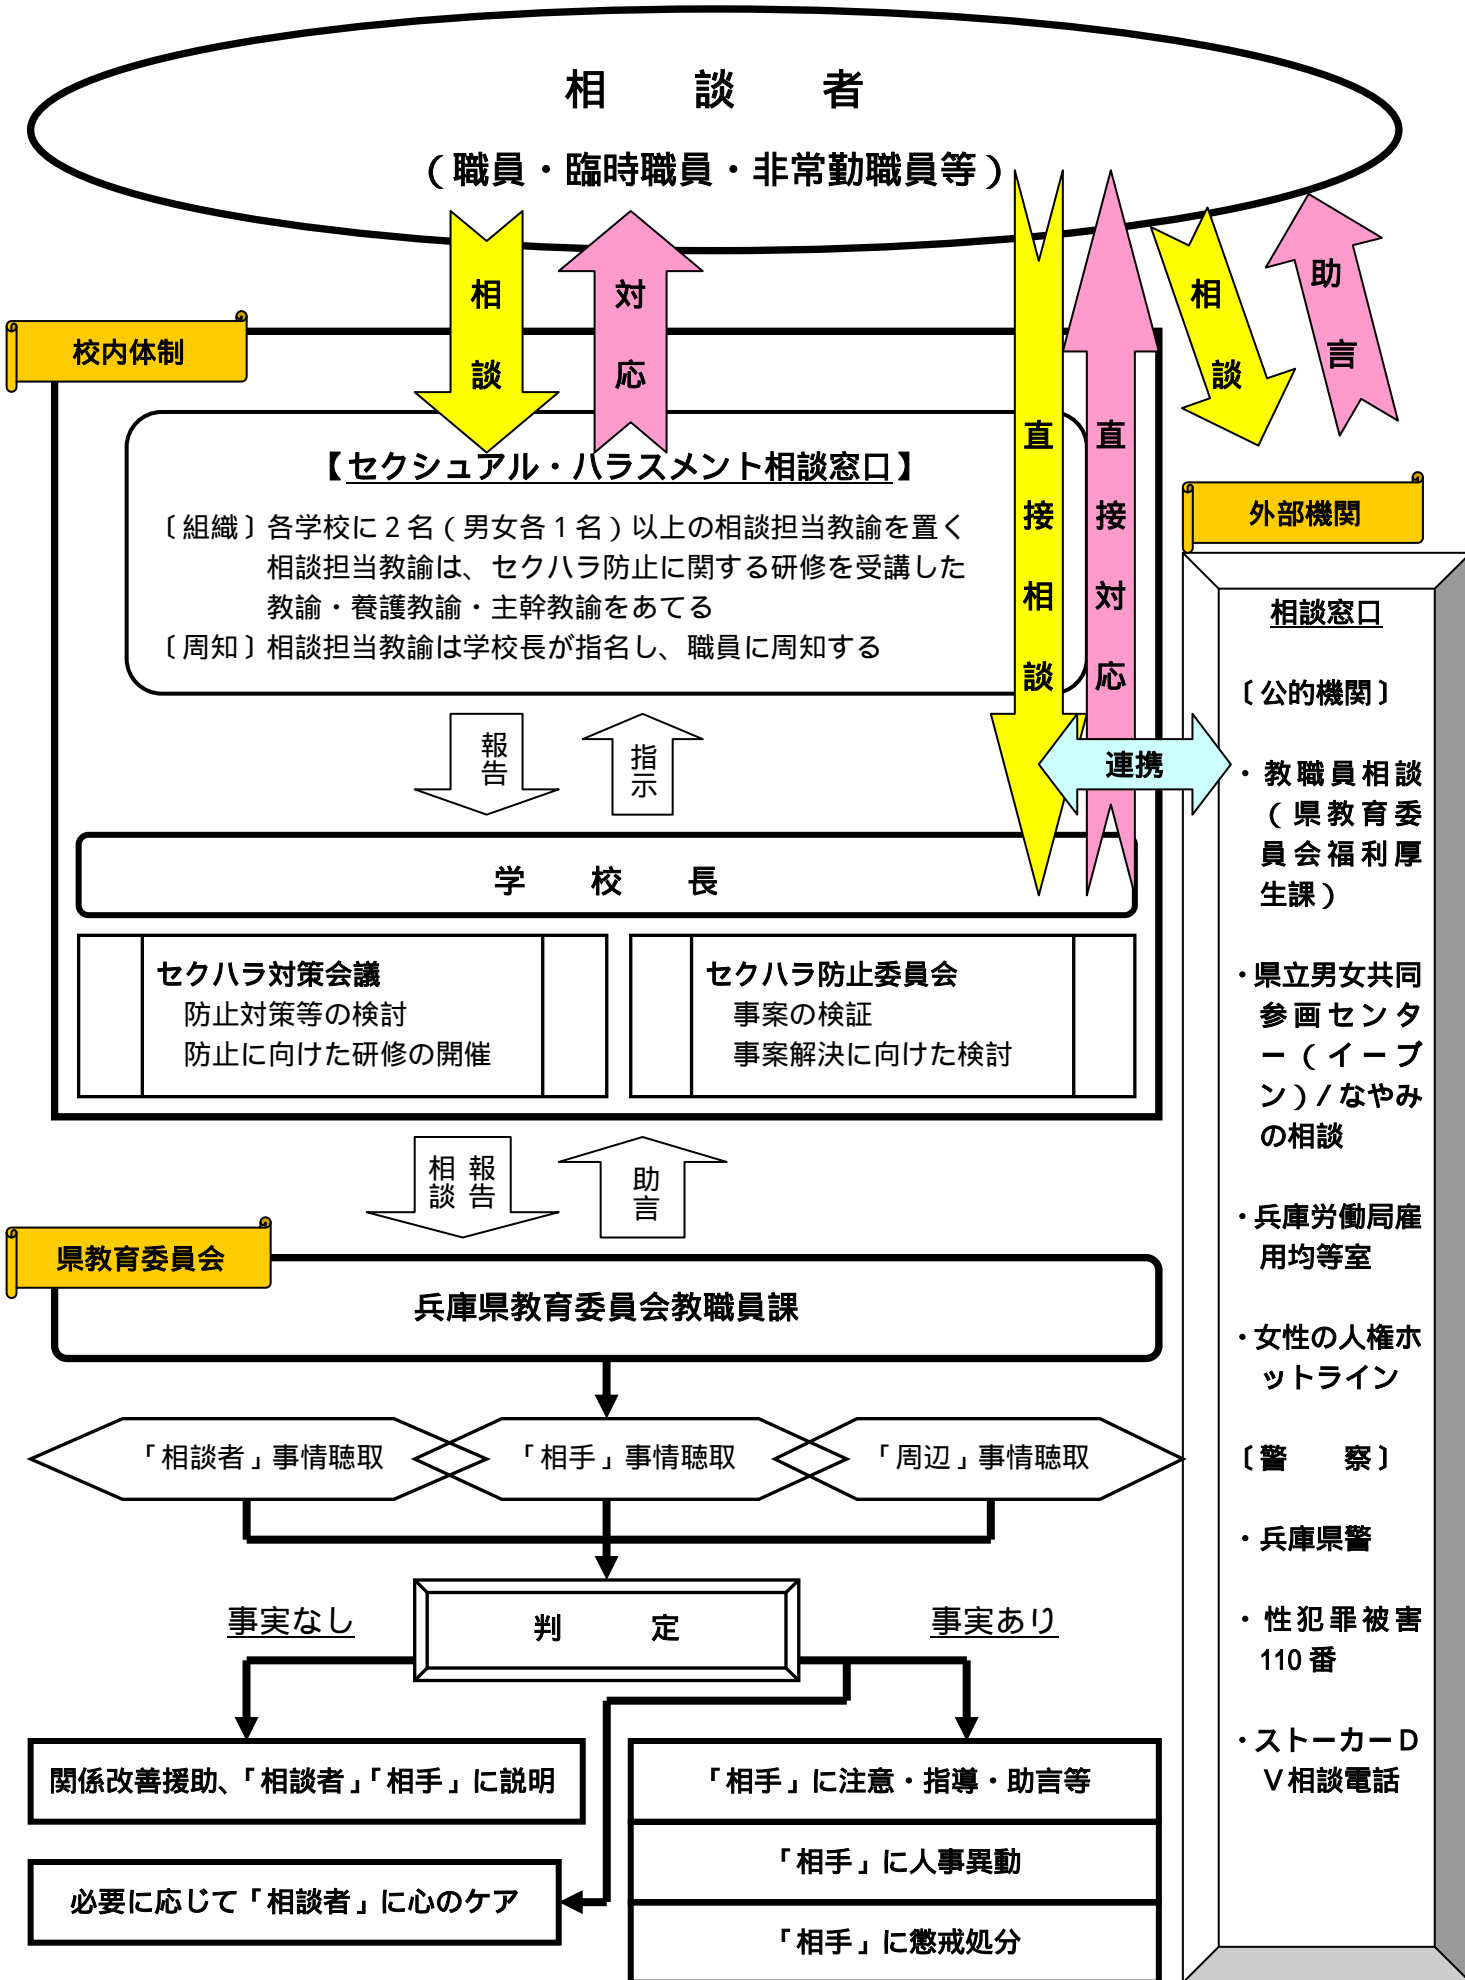 相談者
（職員・臨時職員・非常勤職員等）
相談
対応
直接相談
直接対応
相談
助言
校内体制
【セクシュアル・ハラスメント相談窓口】
〔組織〕各学校に２名（男女各１名）以上の相談担当教諭を置く
相談担当教諭は、セクハラ防止に関する研修を受講した
教諭・養護教諭・主幹教諭をあてる
〔周知〕相談担当教諭は学校長が指名し、職員に周知する
報告
指示
連携
学校長
セクハラ対策会議
防止対策等の検討
防止に向けた研修の開催
セクハラ防止委員会
事案の検証
事案解決に向けた検討
報告
相談
助言
県教育委員会
兵庫県教育委員会教職員課
「相談者」事情聴取
「相手」事情聴取
「周辺」事情聴取
事実なし
判定
事実あり
関係改善援助、「相談者」「相手」に説明
必要に応じて「相談者」に心のケア
「相手」に注意・指導・助言等
「相手」に人事異動
「相手」に懲戒処分
外部機関
相談窓口
〔公的機関〕
・教職員相談
（県教育委
員会福利厚
生課）
・県立男女共同
参画センタ
ー（イーブ
ン）/なやみ
の相談
・兵庫労働局雇
用均等室
・女性の人権ホ
ットライン
〔警察〕
・兵庫県警
・性犯罪被害
110番
・ストーカーＤ
Ｖ相談電話